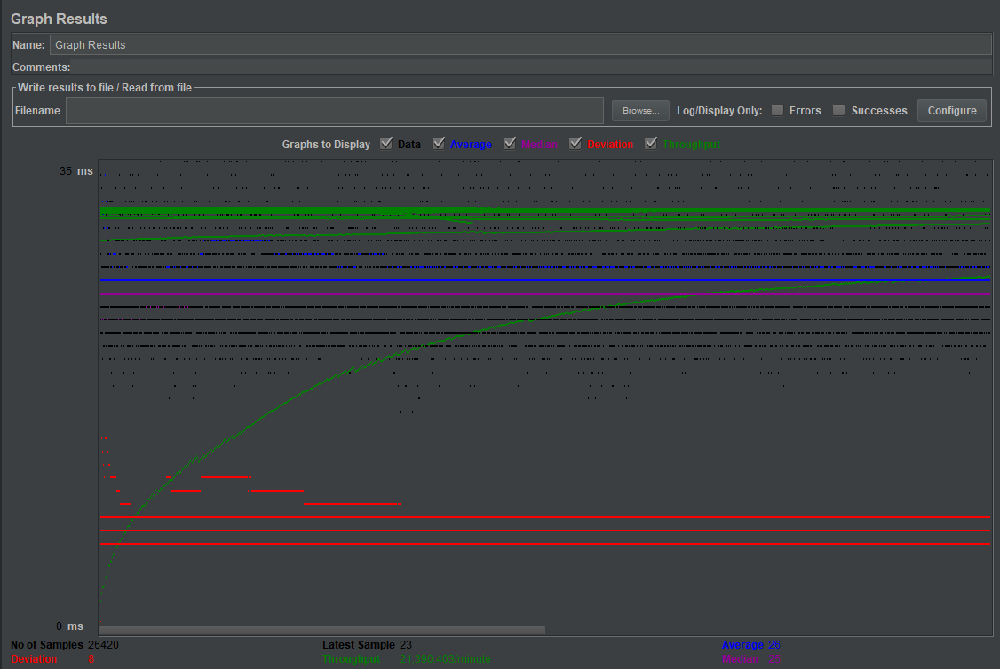 Graph Results
Name: Graph Results
Comments:
Write results to file / Read from file
Filename Browse... Log/Display Only: Errors Successes Configure
Graphs to Display Data Average Median Deviation Throughput
35 ms
0 ms
No of Samples 26420 Latest Sample 23 Average 26
Deviation 8 Throughput 21,390.403/minute Median